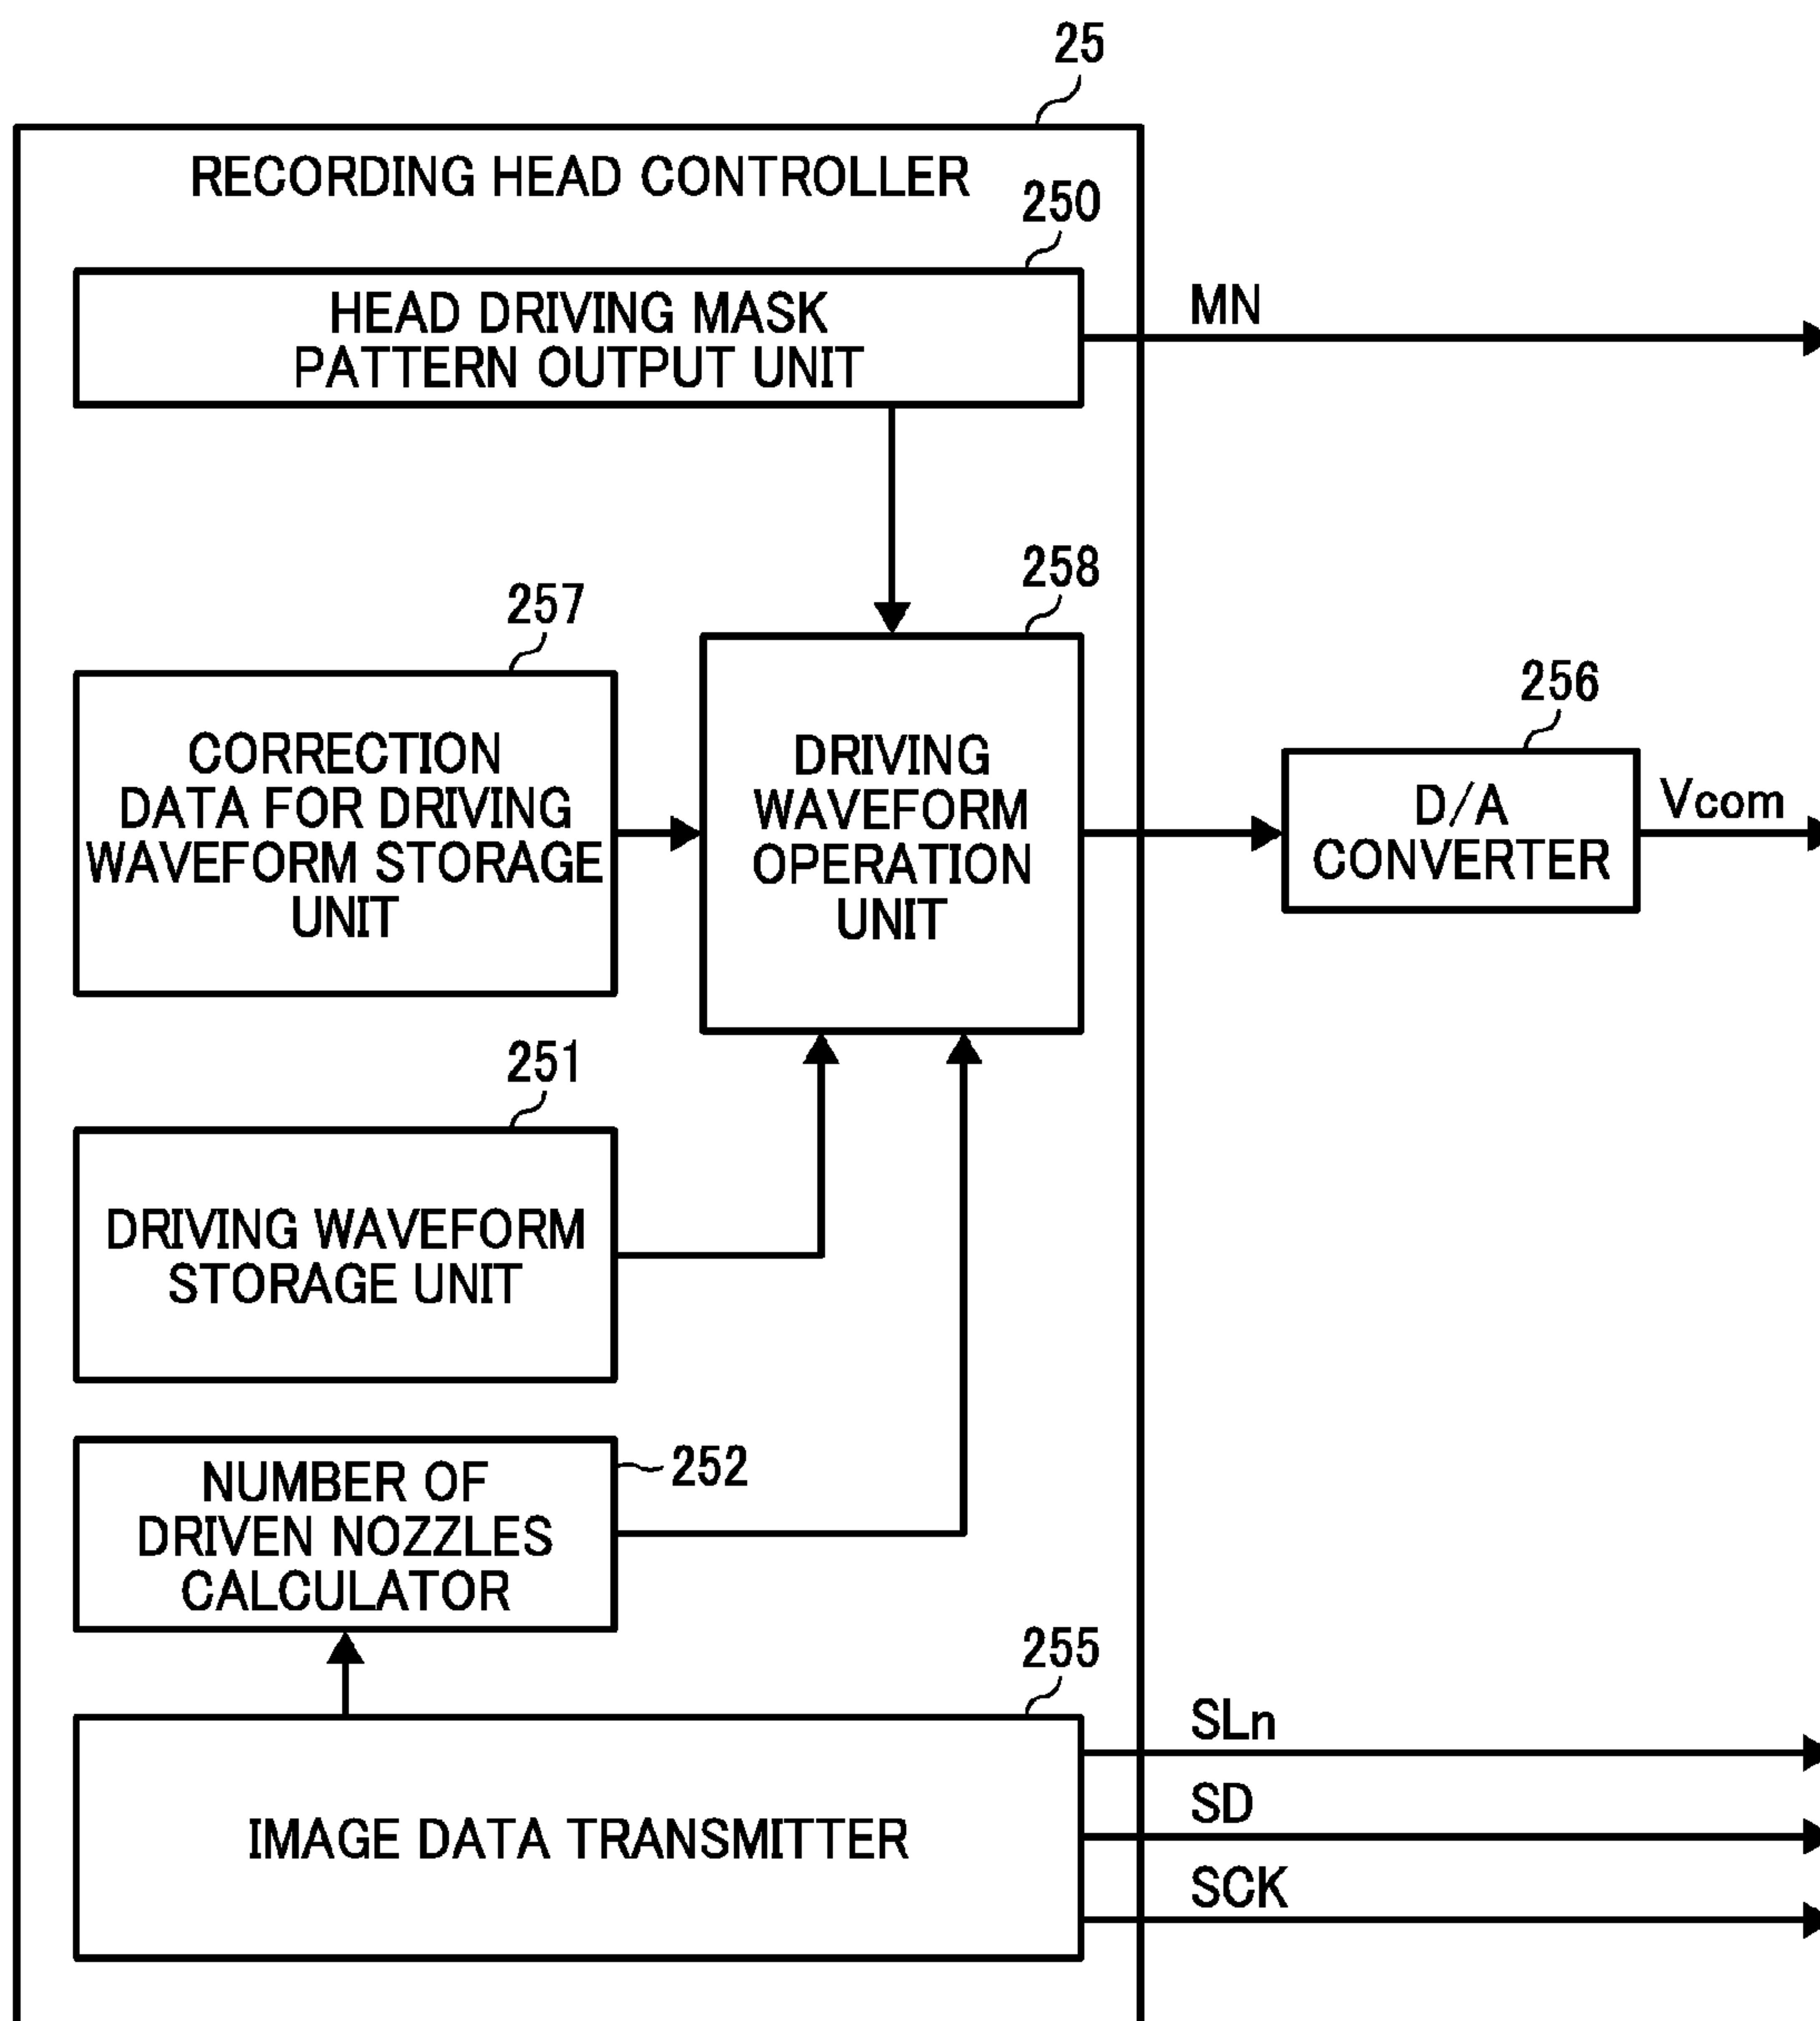 25
RECORDING HEAD CONTROLLER
250
HEAD DRIVING MASK
PATTERN OUTPUT UNIT
MN
257
CORRECTION
DATA FOR DRIVING
WAVEFORM STORAGE
UNIT
258
DRIVING
WAVEFORM
OPERATION
UNIT
256
D/A
CONVERTER
Vcom
251
DRIVING WAVEFORM
STORAGE UNIT
252
NUMBER OF
DRIVEN NOZZLES
CALCULATOR
255
IMAGE DATA TRANSMITTER
SLn
SD
SCK